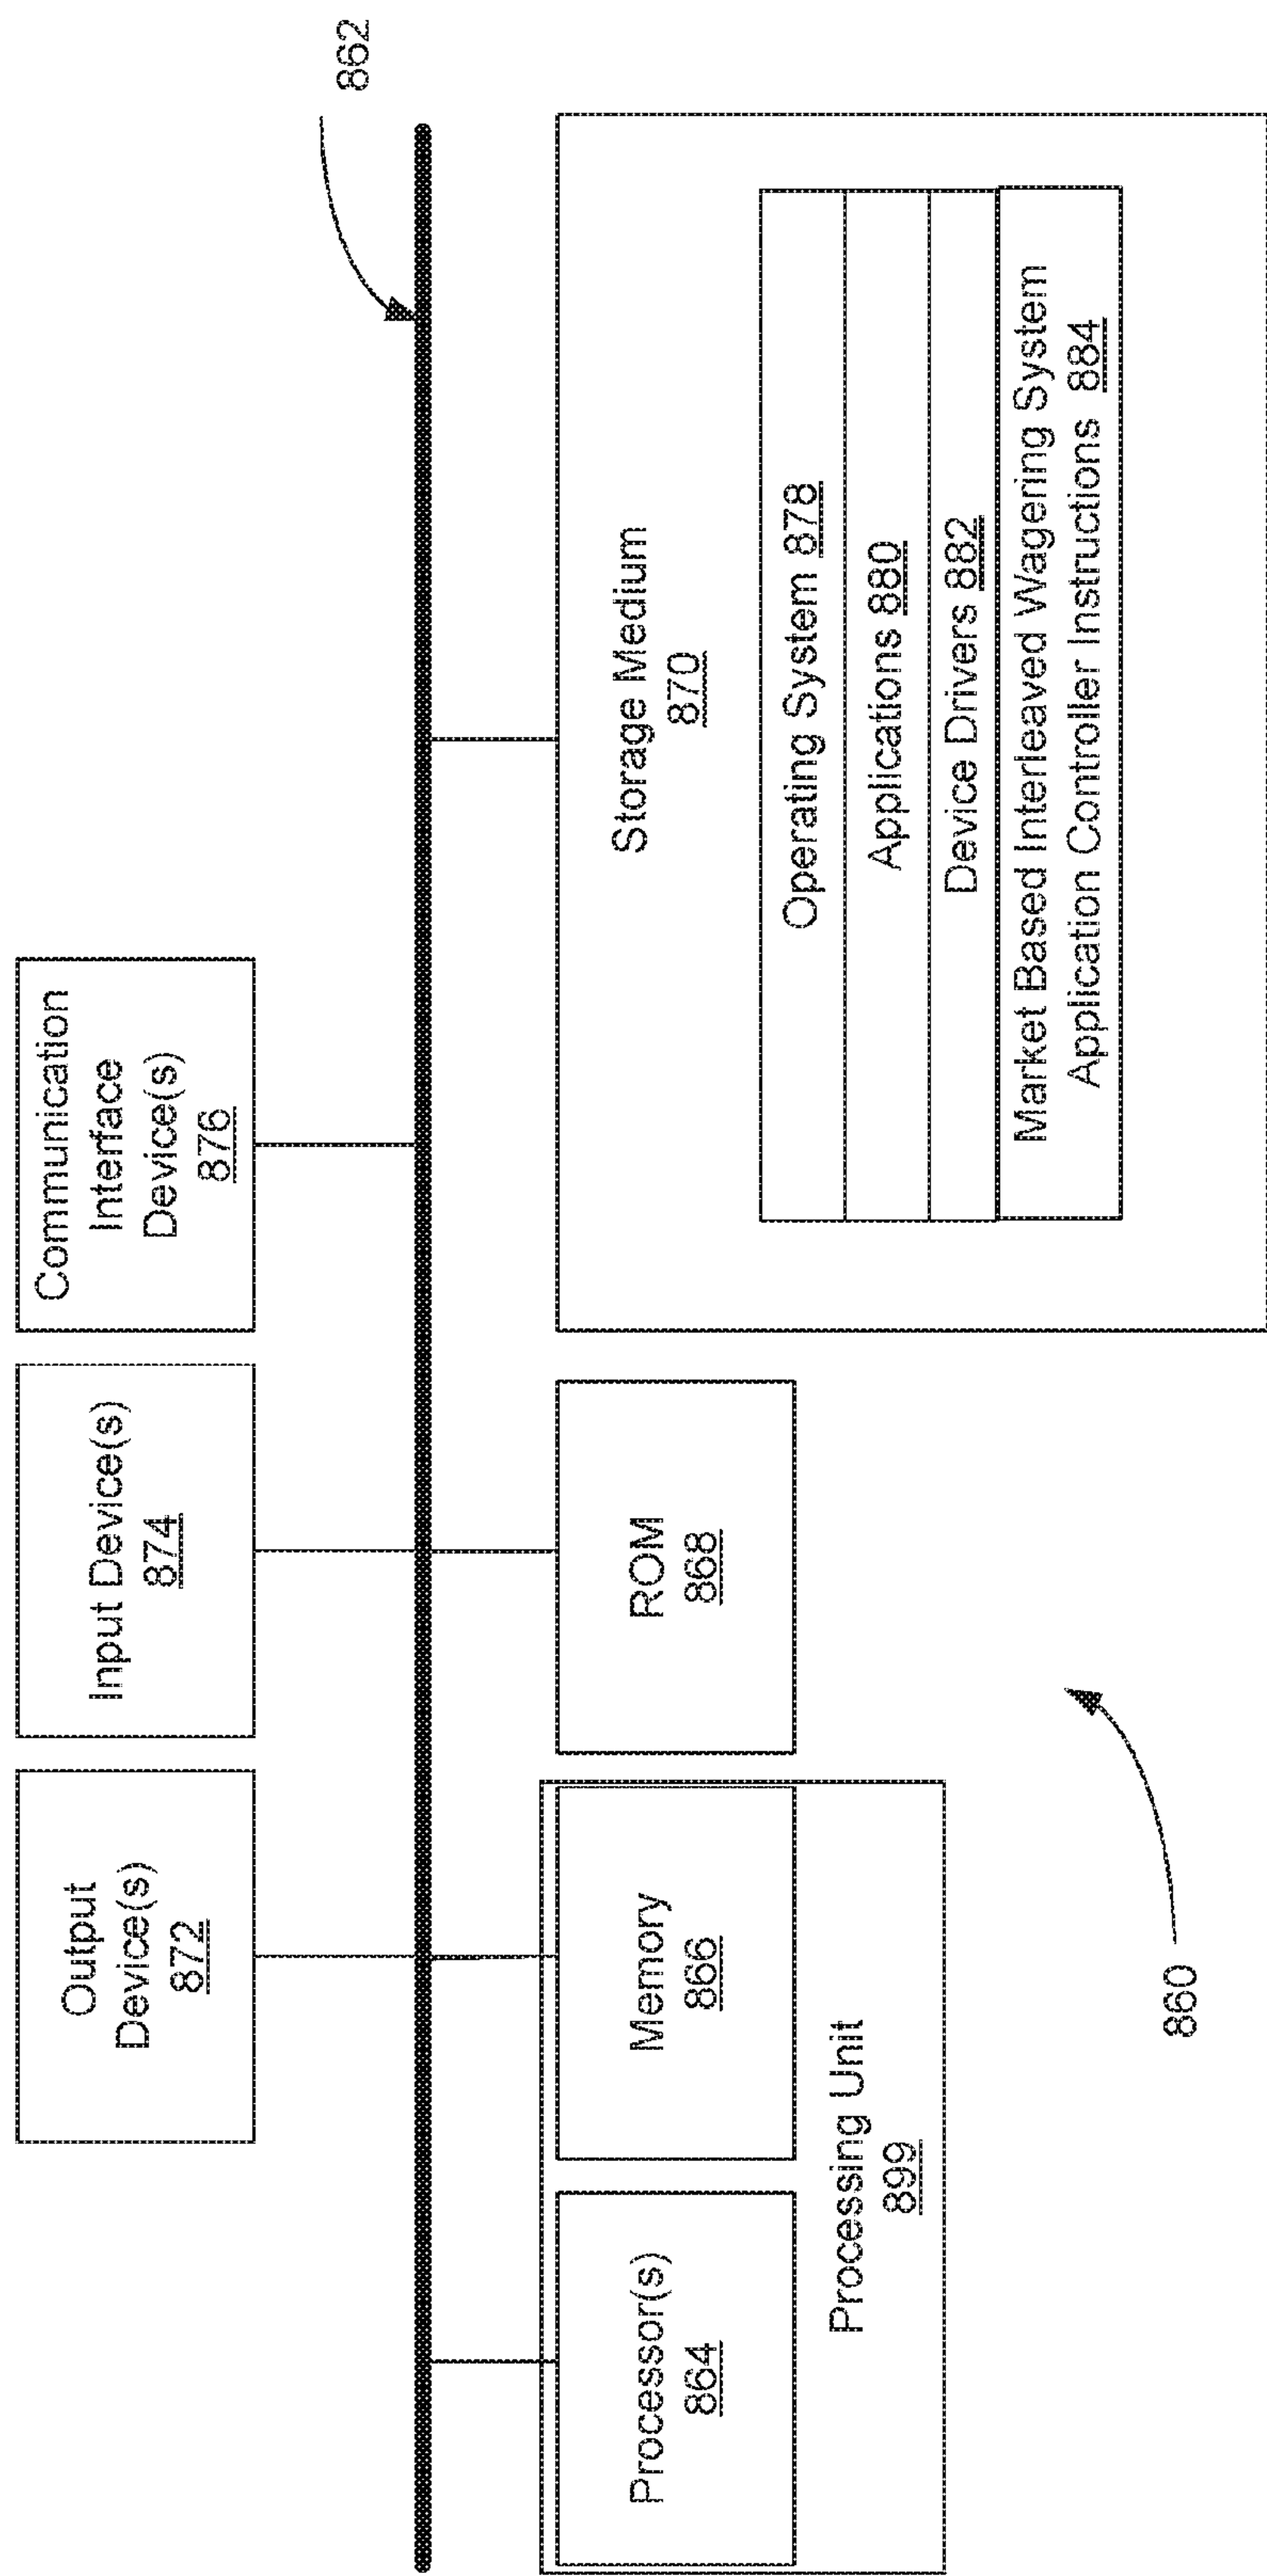 862
Output
Device(s)
872
Input Device(s)
874
Communication
Interface
Device(s)
876
Processor(s)
864
Memory
866
Processing Unit
899
ROM
868
Storage Medium
870
Operating System 878
Applications 880
Device Drivers 882
Market Based Interleaved Wagering System
Application Controller Instructions 884
860